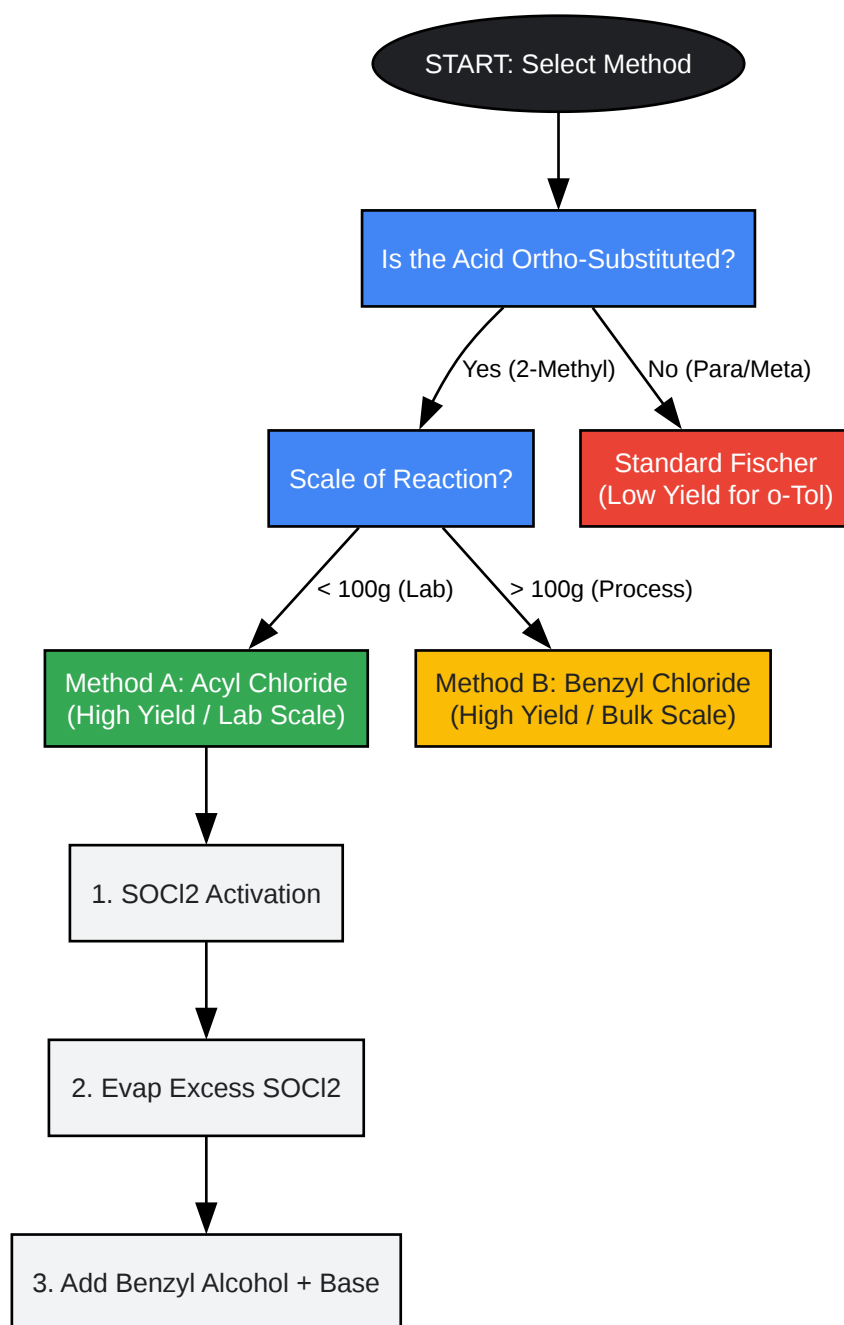 START: Select Method
Is the Acid Ortho-Substituted?
Yes (2-Methyl)
No (Para/Meta)
Scale of Reaction?
Standard Fischer
(Low Yield for o-Tol)
< 100g (Lab)
> 100g (Process)
Method A: Acyl Chloride
(High Yield / Lab Scale)
Method B: Benzyl Chloride
(High Yield / Bulk Scale)
1. SOCl2 Activation
2. Evap Excess SOCl2
3. Add Benzyl Alcohol + Base